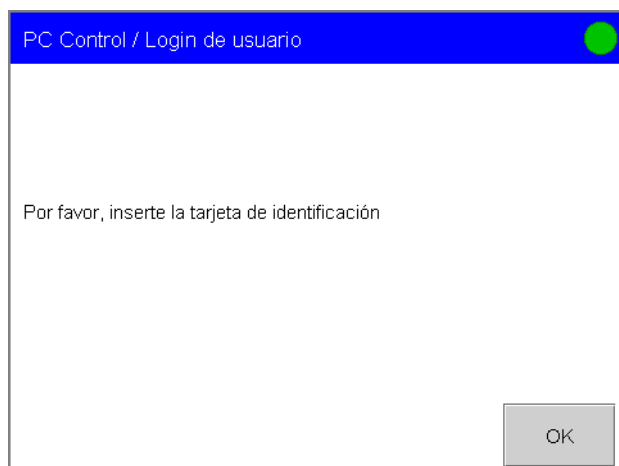 PC Control / Login de usuario
Por favor, inserte la tarjeta de identificación
OK